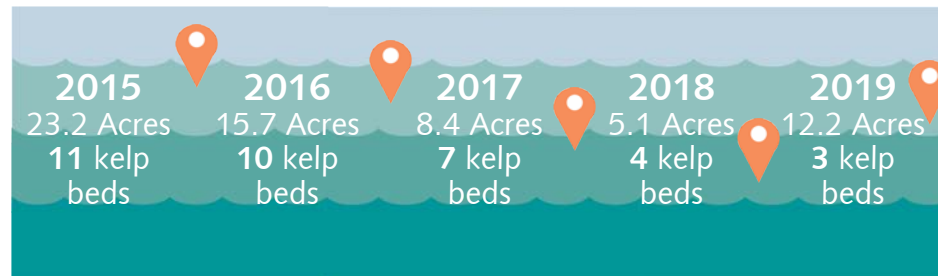 2015
23.2 Acres
11 kelp
beds
2016
15.7 Acres
10 kelp
beds
2017
8.4 Acres
7 kelp
beds
2018
5.1 Acres
4 kelp
beds
2019
12.2 Acres
3 kelp
beds